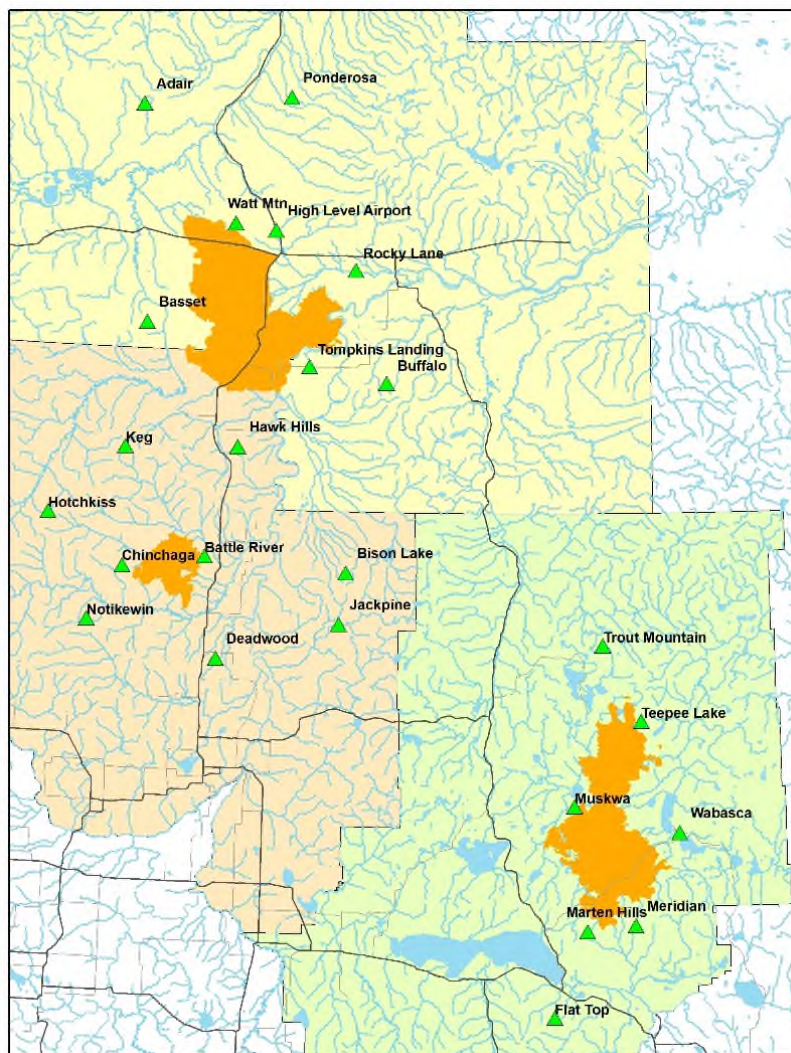 Adair
Ponderosa
Watt Mtn
High Level Airport
Rocky Lane
Basset
Tompkins Landing
Buffalo
Keg
Hawk Hills
Hotchkiss
Chinchaga
Battle River
Bison Lake
Notikewin
Jackpine
Deadwood
Trout Mountain
Teepee Lake
Muskwa
Wabasca
Marten Hills
Meridian
Flat Top